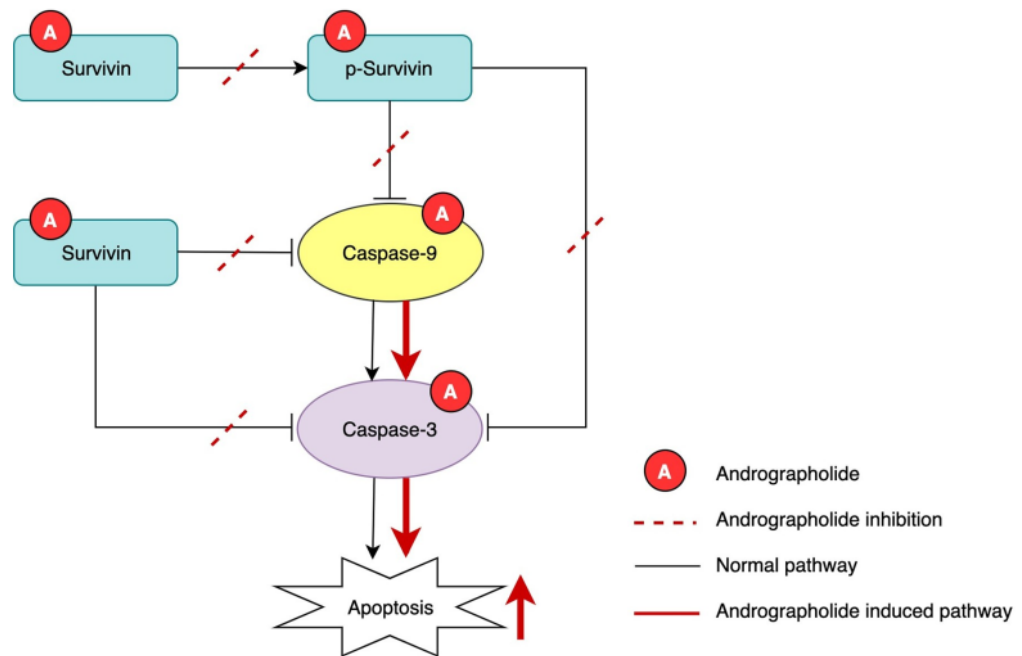 A
Survivin
A
p-Survivin
A
Survivin
A
Caspase-9
A
Caspase-3
Apoptosis
A
Andrographolide
Andrographolide inhibition
Normal pathway
Andrographolide induced pathway